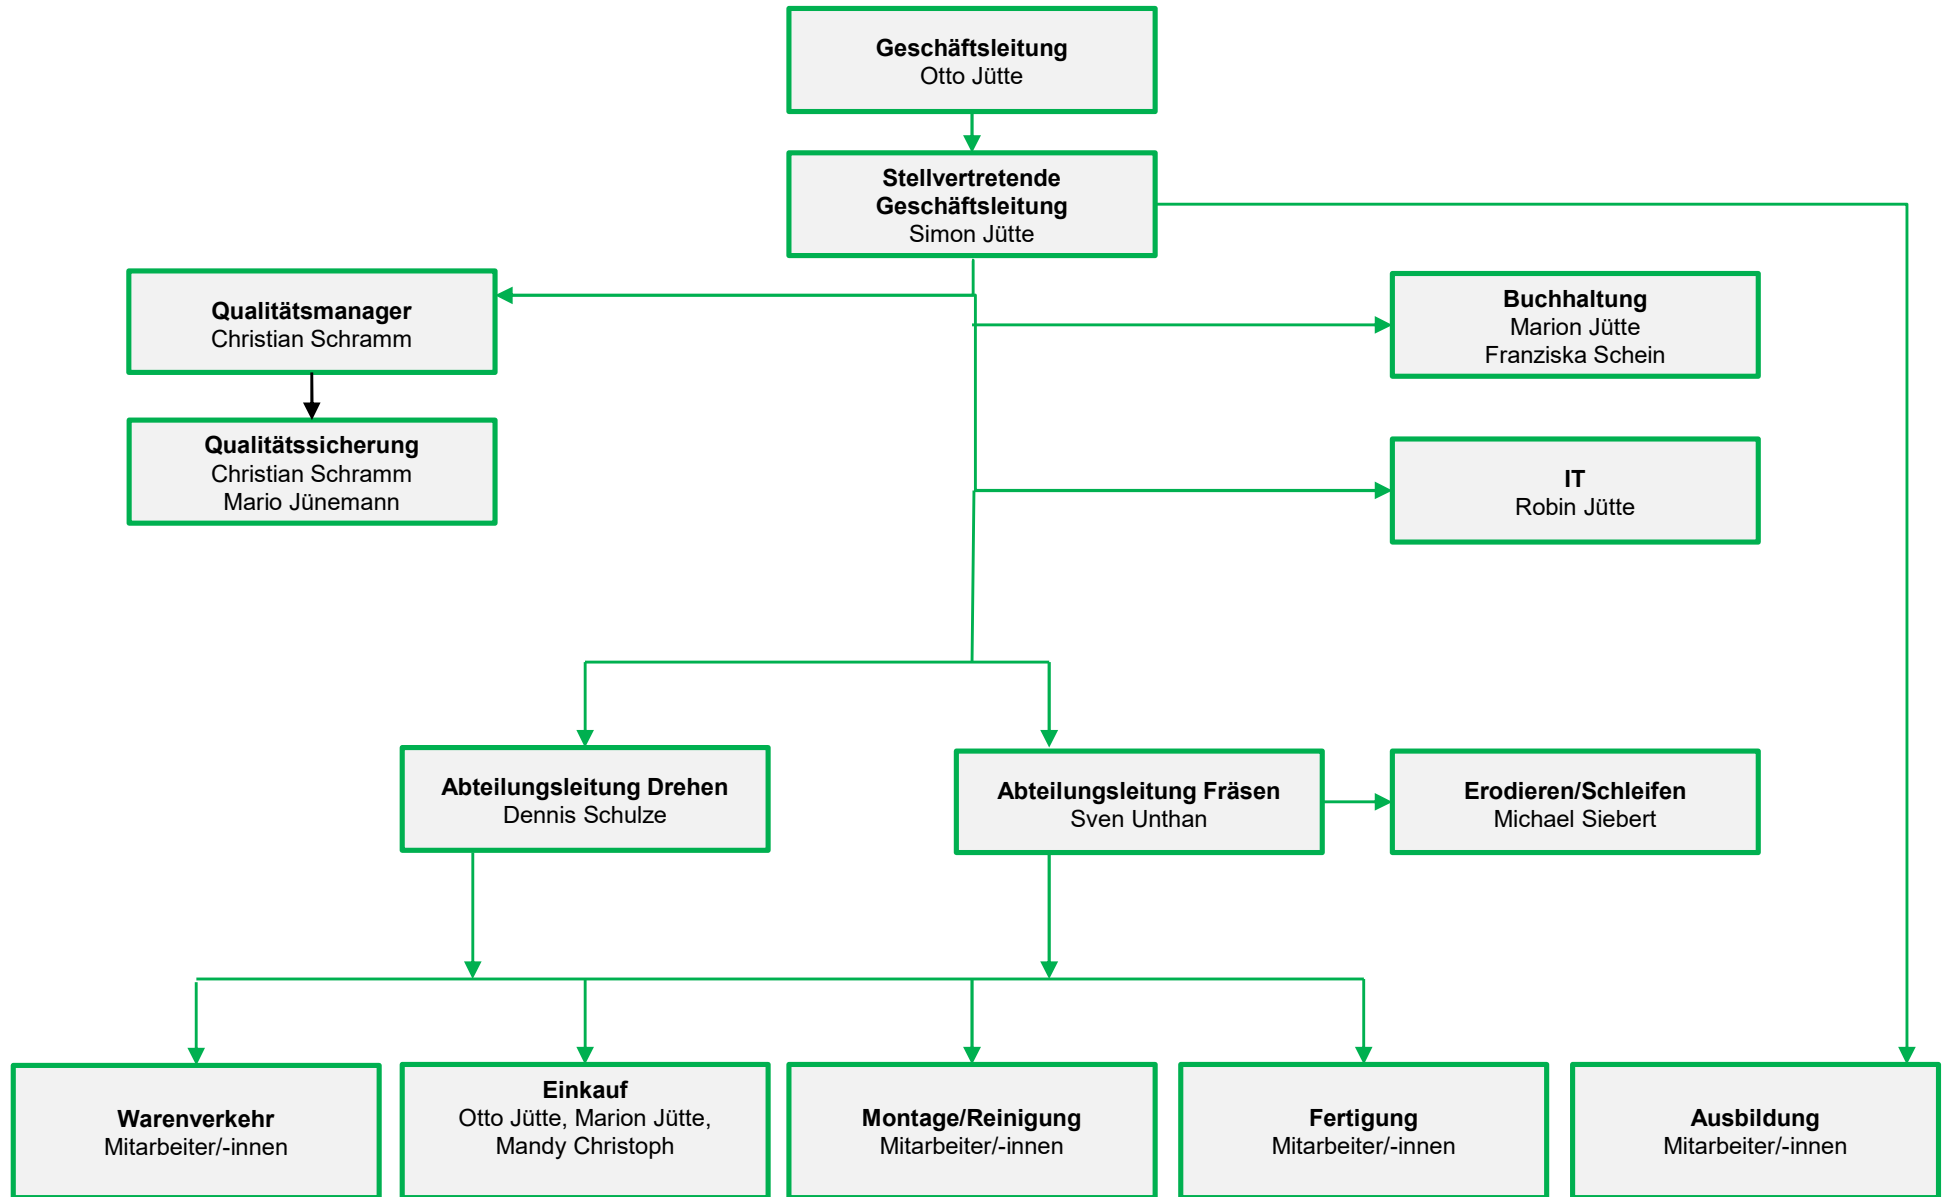 Geschäftsleitung
Otto Jütte
Stellvertretende
Geschäftsleitung
Simon Jütte
Qualitätsmanager
Christian Schramm
Buchhaltung
Marion Jütte
Franziska Schein
Qualitätssicherung
Christian Schramm
Mario Jünemann
IT
Robin Jütte
Abteilungsleitung Drehen
Dennis Schulze
Abteilungsleitung Fräsen
Sven Unthan
Erodieren/Schleifen
Michael Siebert
Warenverkehr
Mitarbeiter/-innen
Einkauf
Otto Jütte, Marion Jütte,
Mandy Christoph
Montage/Reinigung
Mitarbeiter/-innen
Fertigung
Mitarbeiter/-innen
Ausbildung
Mitarbeiter/-innen